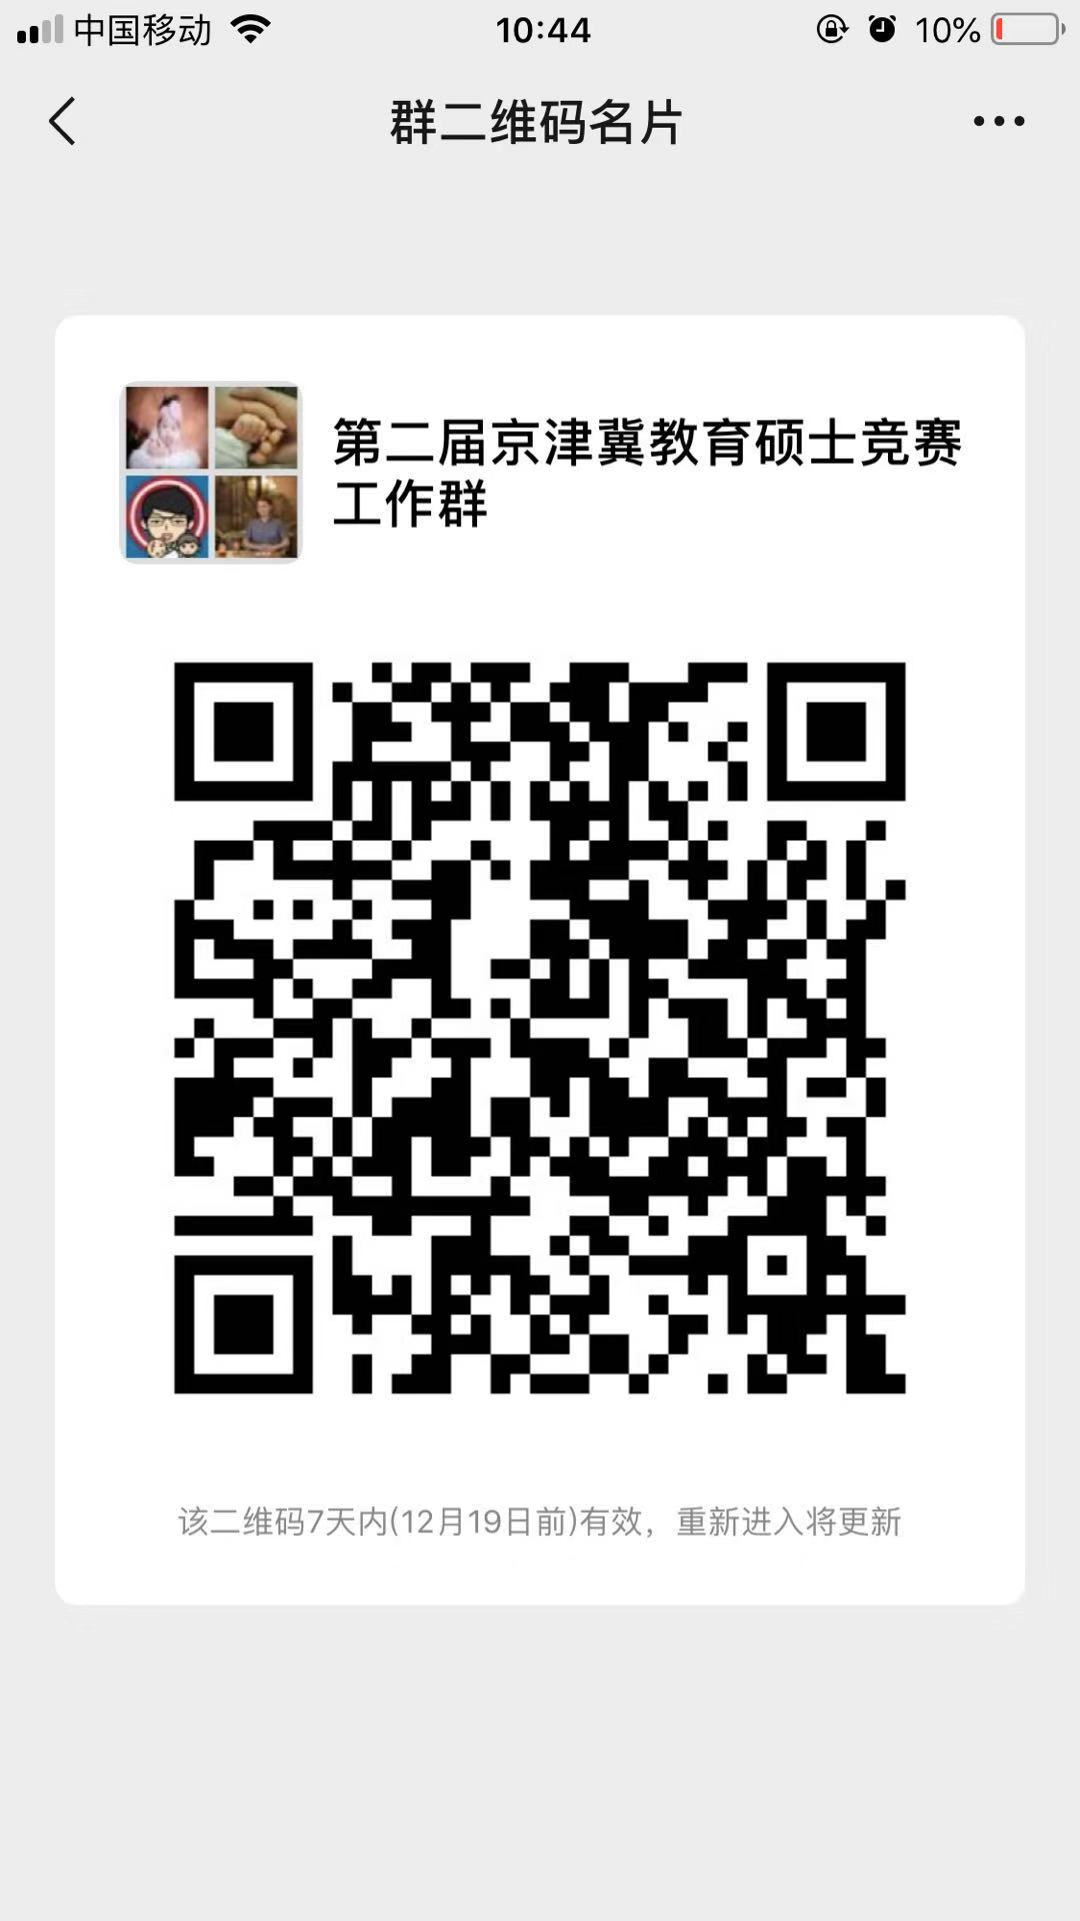 中国移动 10:44 10%
群二维码名片
第二届京津冀教育硕士竞赛
工作群
该二维码7天内(12月19日前)有效，重新进入将更新